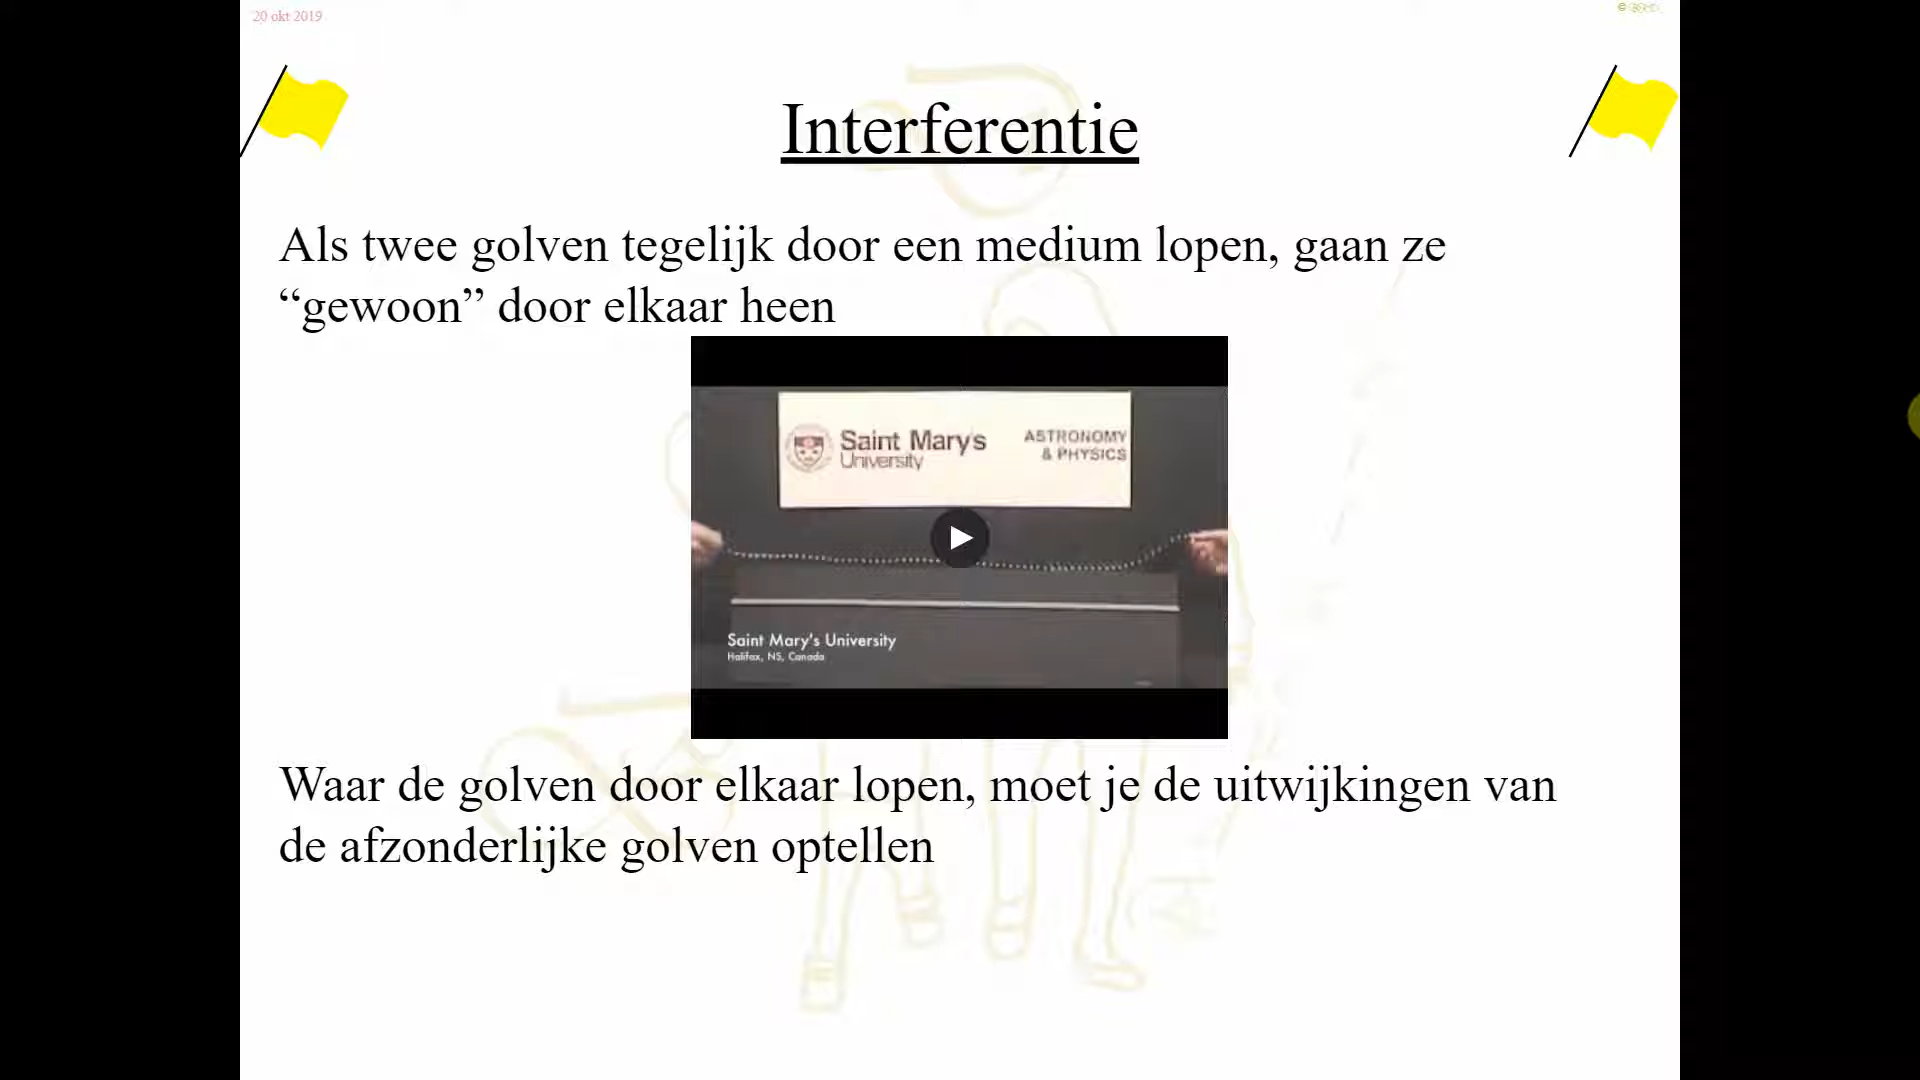 20 okt 2019
Interferentie
Als twee golven tegelijk door een medium lopen, gaan ze
“gewoon” door elkaar heen
Saint Mary's
University
ASTRONOMY
& PHYSICS
Saint Mary's University
Halifax, NS, Canada
Waar de golven door elkaar lopen, moet je de uitwijkingen van
de afzonderlijke golven optellen